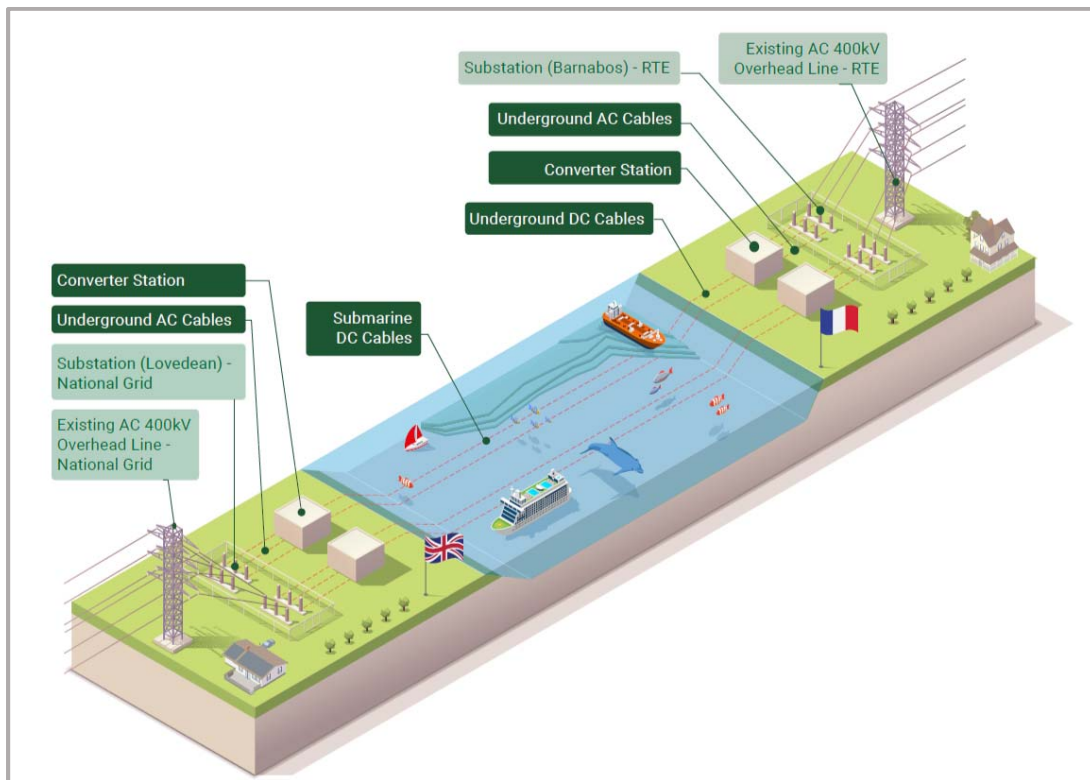 Existing AC 400kV
Overhead Line - RTE
Substation (Barnabos) - RTE
Underground AC Cables
Converter Station
Underground DC Cables
Submarine
DC Cables
Converter Station
Underground AC Cables
Substation (Lovedean) -
National Grid
Existing AC 400kV
Overhead Line -
National Grid